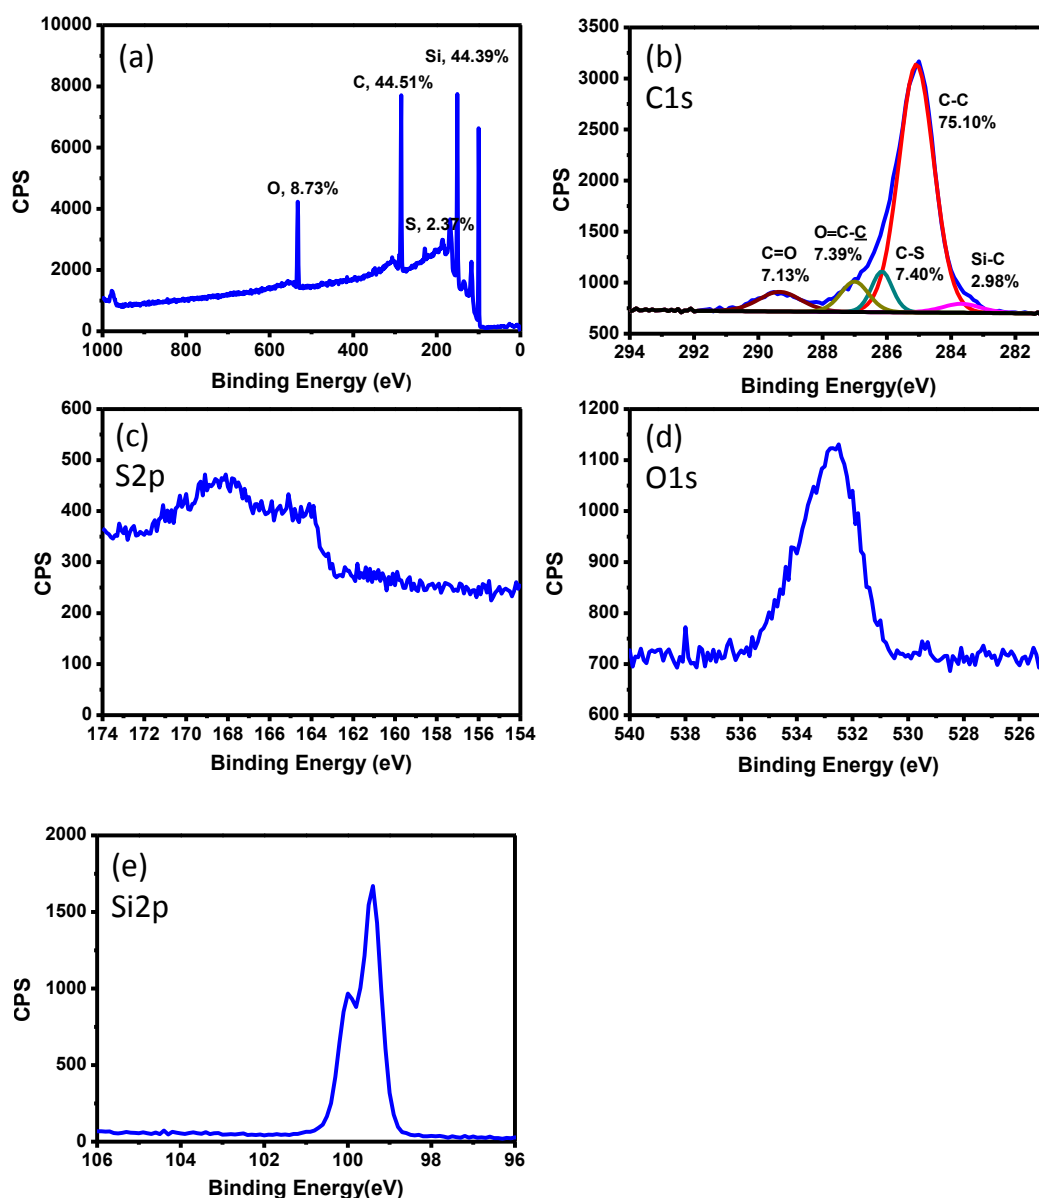 (a)
10000
8000
6000
4000
2000
0
CPS
O, 8.73%
C, 44.51%
Si, 44.39%
S, 2.37%
1000 800 600 400 200 0
Binding Energy (eV)
(b)
C1s
3500
3000
2500
2000
1500
1000
500
CPS
C-C
75.10%
C=O
7.13%
O=C-C
7.39%
C-S
7.40%
Si-C
2.98%
294 292 290 288 286 284 282
Binding Energy(eV)
(c)
S2p
600
500
400
300
200
100
0
CPS
174 172 170 168 166 164 162 160 158 156 154
Binding Energy (eV)
(d)
O1s
1200
1100
1000
900
800
700
600
CPS
540 538 536 534 532 530 528 526
Binding Energy (eV)
(e)
Si2p
2000
1500
1000
500
0
CPS
106 104 102 100 98 96
Binding Energy(eV)